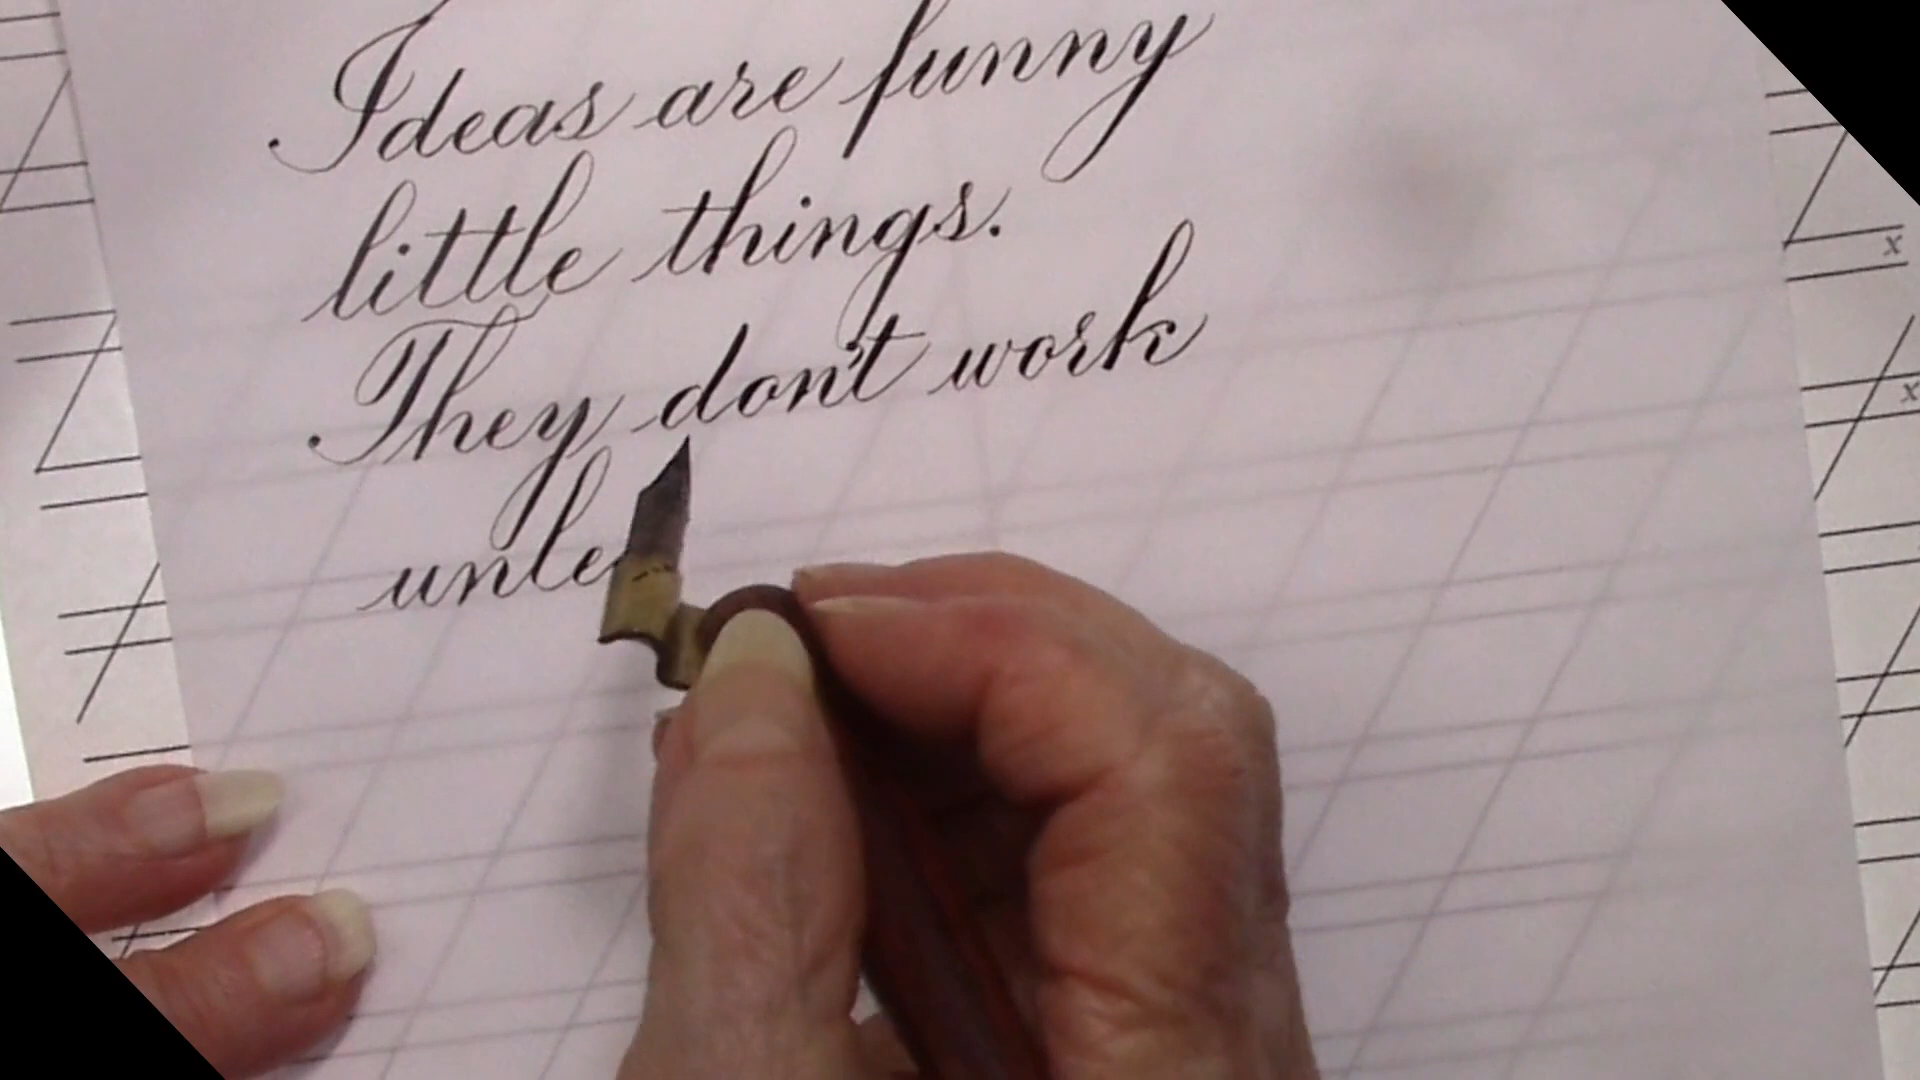 Ideas are funny
little things.
They don't work
unle
x
x